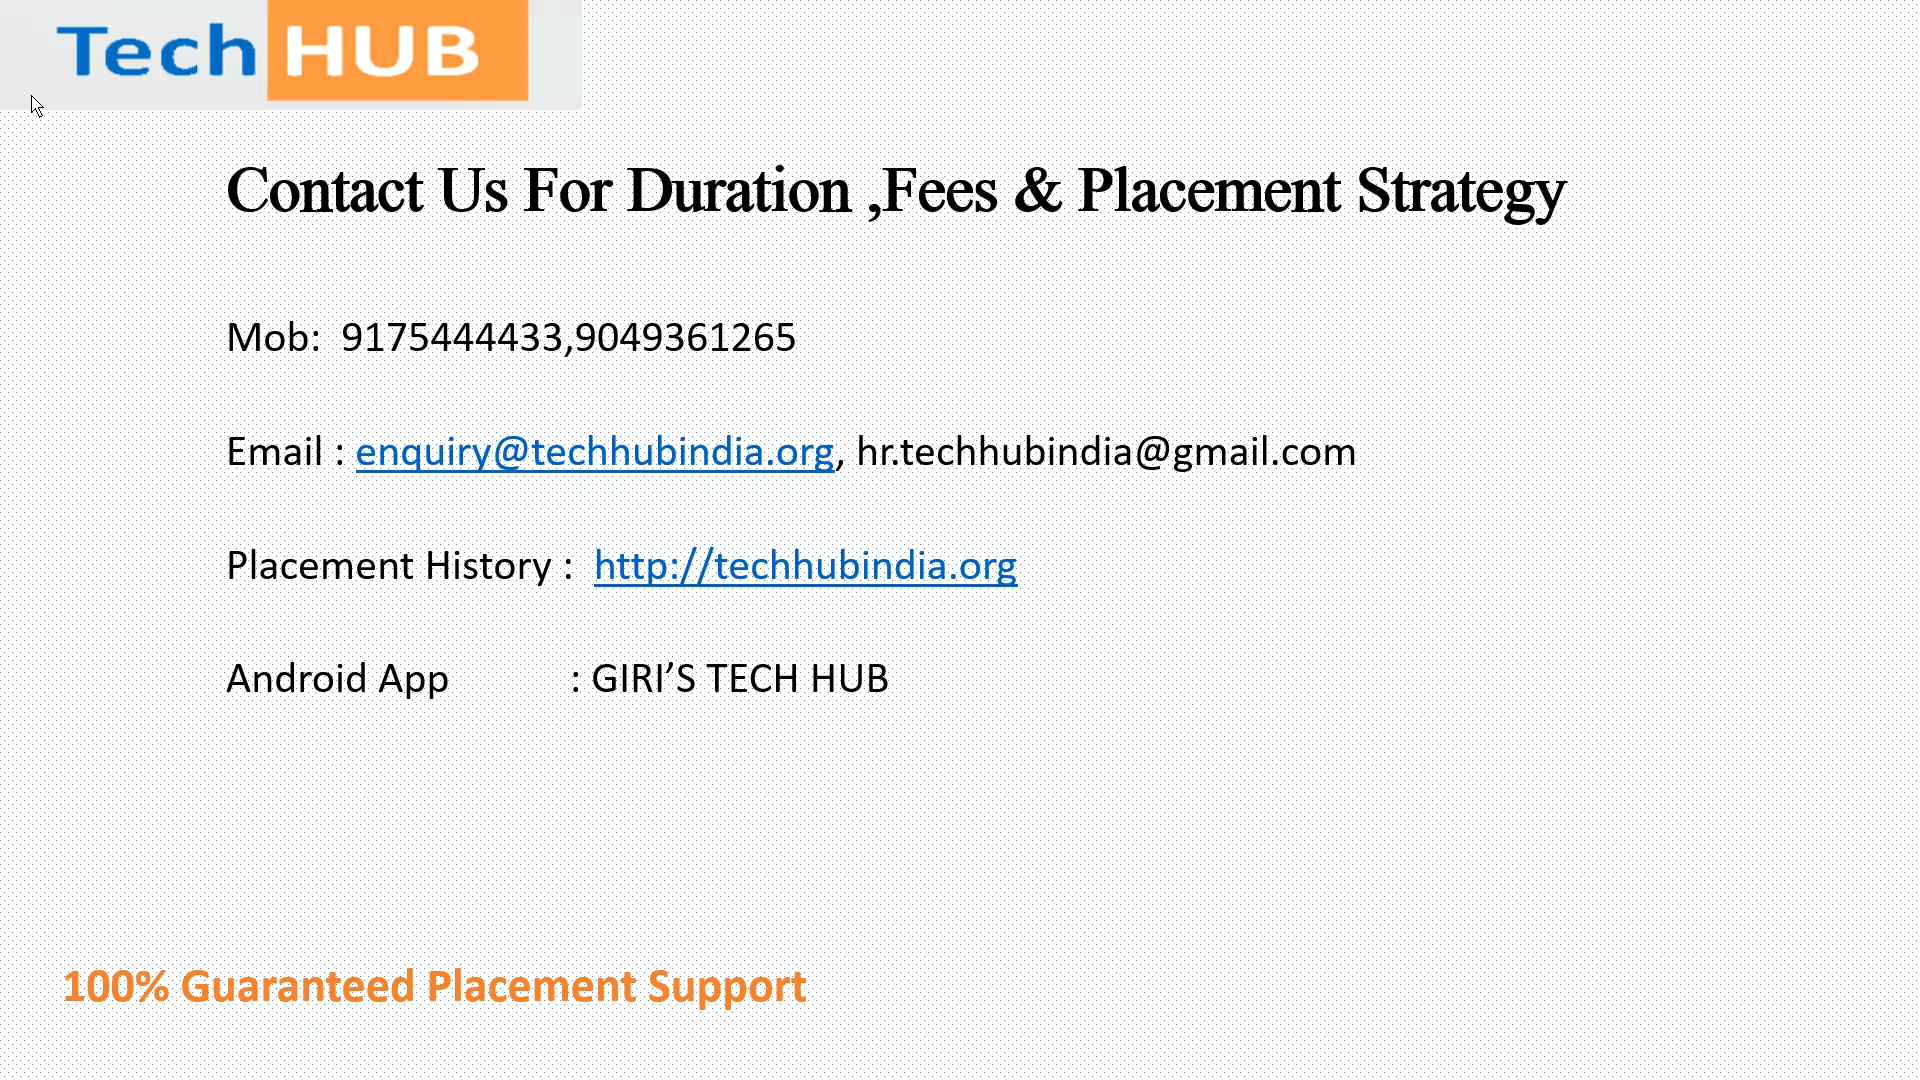 Tech HUB
Contact Us For Duration ,Fees & Placement Strategy
Mob: 9175444433,9049361265
Email : enquiry@techhubindia.org, hr.techhubindia@gmail.com
Placement History : http://techhubindia.org
Android App : GIRI’S TECH HUB
100% Guaranteed Placement Support